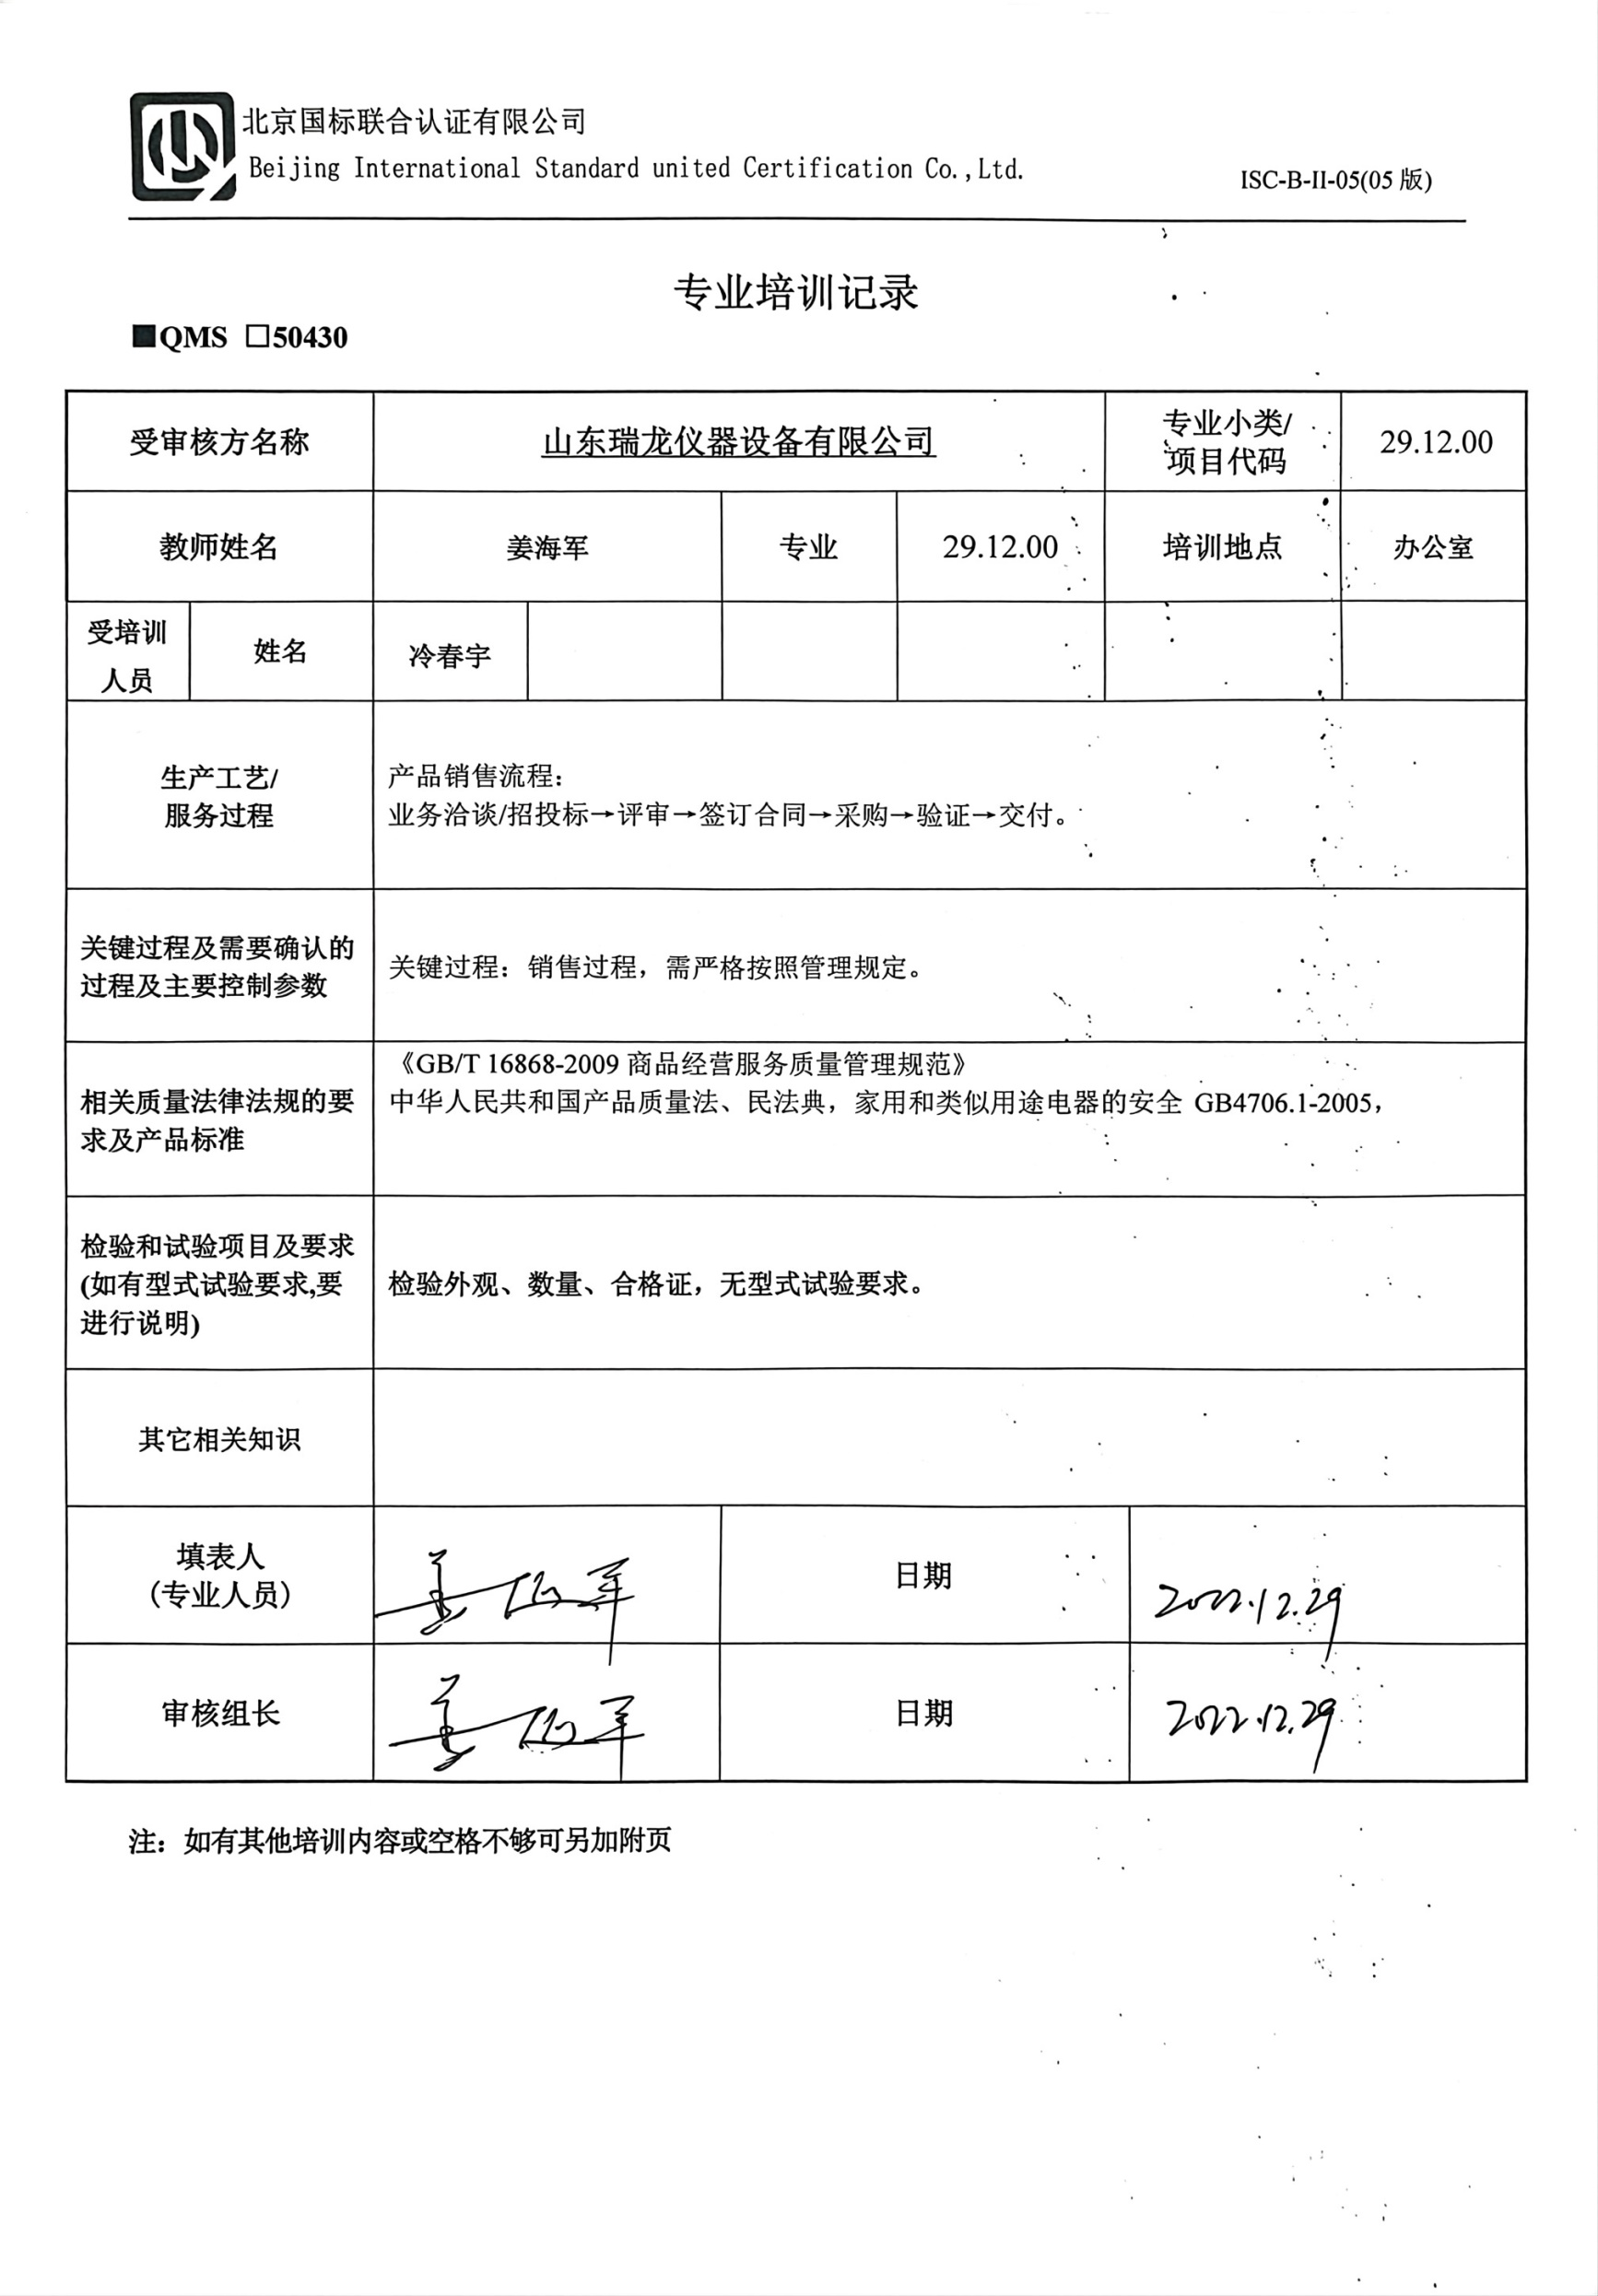 北京国标联合认证有限公司
Beijing International Standard united Certification Co.,Ltd.
ISC-B-II-05(05 版)
专业培训记录
■QMS □50430
受审核方名称 山东瑞龙仪器设备有限公司 专业小类/
项目代码 29.12.00
教师姓名 姜海军 专业 29.12.00 培训地点 办公室
受培训
人员 姓名 冷春宇
生产工艺/
服务过程
产品销售流程：
业务洽谈/招投标→评审→签订合同→采购→验证→交付。
关键过程及需要确认的
过程及主要控制参数
关键过程：销售过程，需严格按照管理规定。
相关质量法律法规的要
求及产品标准
《GB/T 16868-2009 商品经营服务质量管理规范》
中华人民共和国产品质量法、民法典，家用和类似用途电器的安全 GB4706.1-2005，
检验和试验项目及要求
(如有型式试验要求,要
进行说明)
检验外观、数量、合格证，无型式试验要求。
其它相关知识
填表人
（专业人员） 姜海军 日期 2022.12.29
审核组长 姜海军 日期 2022.12.29
注：如有其他培训内容或空格不够可另加附页